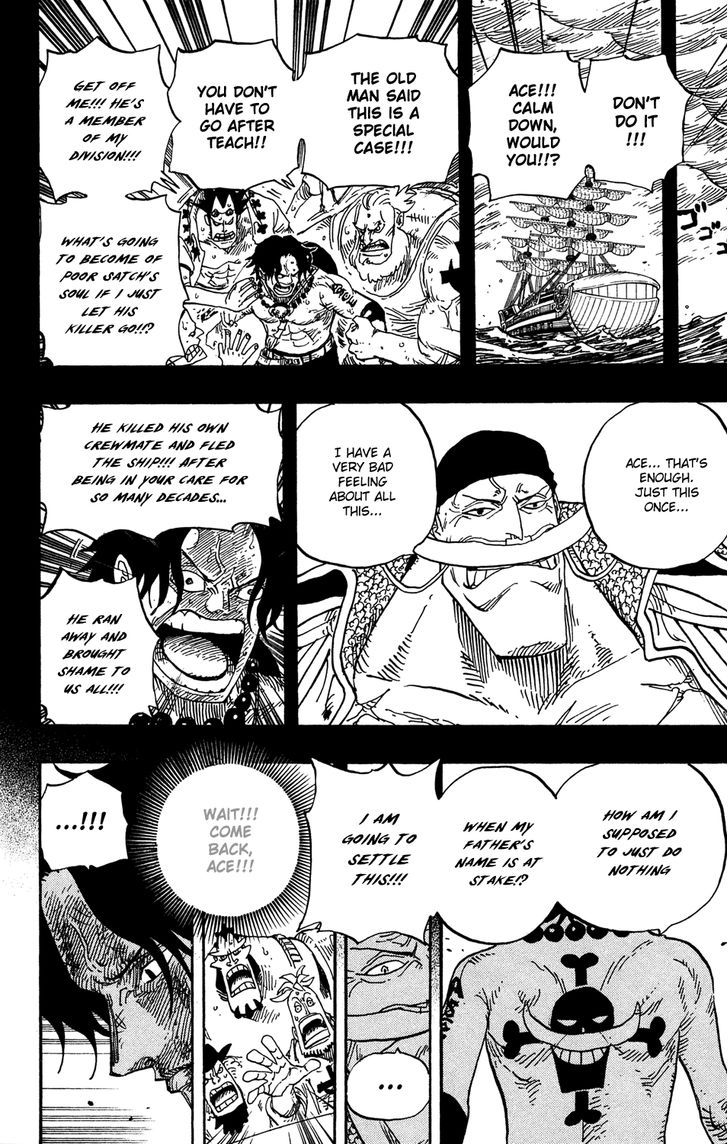 DON'T
DO IT
!!!
ACE!!!
CALM
DOWN,
WOULD
YOU!!?
ゴゴ
THE OLD
MAN SAID
THIS IS A
SPECIAL
CASE!!!
YOU DON'T
HAVE TO
GO AFTER
TEACH!!
GET OFF
ME!!! HE'S
A MEMBER
OF MY
DIVISION!!!
WHAT'S GOING
TO BECOME OF
POOR SATCH'S
SOUL IF I JUST
LET HIS
KILLER GO!!?
ACE... THAT'S
ENOUGH.
JUST THIS
ONCE...
I HAVE A
VERY BAD
FEELING
ABOUT ALL
THIS...
HE KILLED HIS OWN
CREWMATE AND FLED
THE SHIP!!! AFTER
BEING IN YOUR CARE FOR
SO MANY DECADES...
HE RAN
AWAY AND
BROUGHT
SHAME TO
US ALL!!!
HOW AM I
SUPPOSED
TO JUST DO
NOTHING
WHEN MY
FATHER'S
NAME IS AT
STAKE!?
I AM
GOING TO
SETTLE
THIS!!!
...
WAIT!!!
COME
BACK,
ACE!!!
...!!!